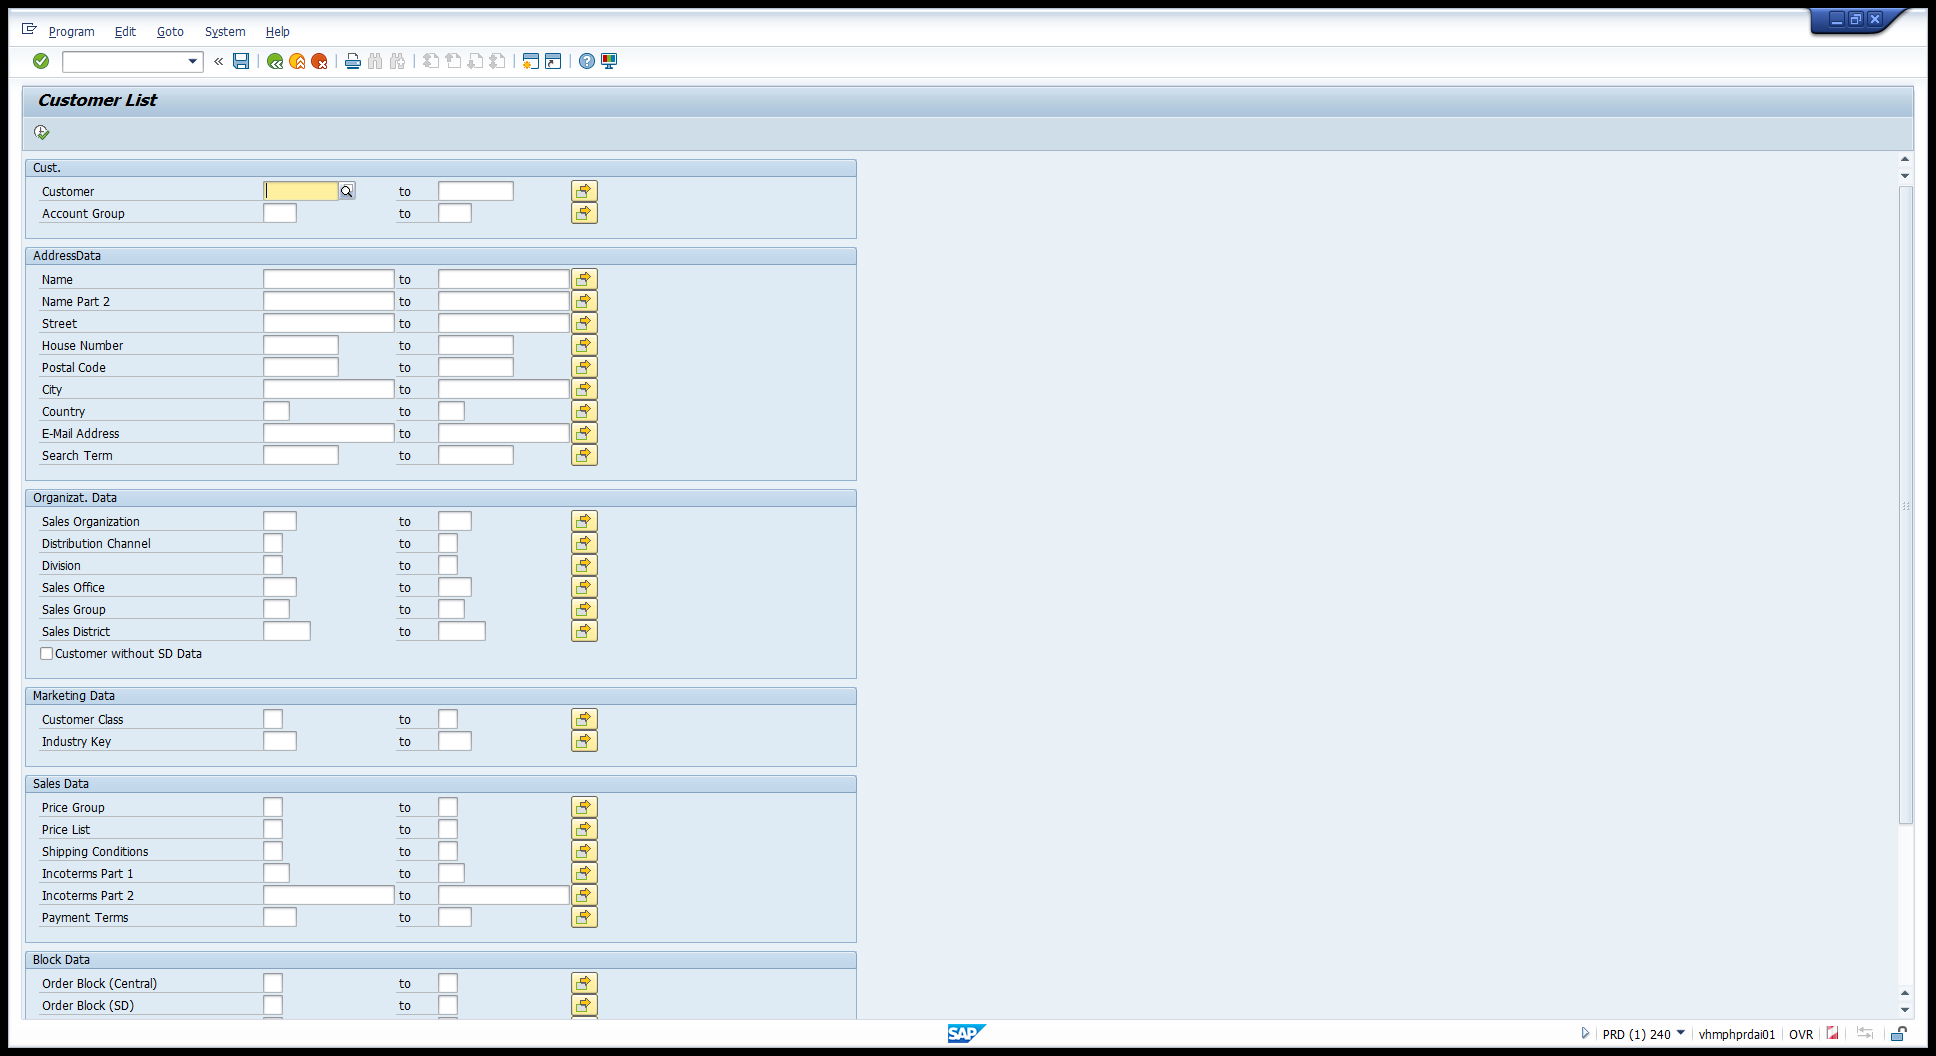 Program Edit Goto System Help
Customer List
Cust.
Customer to
Account Group to
AddressData
Name to
Name Part 2 to
Street to
House Number to
Postal Code to
City to
Country to
E-Mail Address to
Search Term to
Organizat. Data
Sales Organization to
Distribution Channel to
Division to
Sales Office to
Sales Group to
Sales District to
Customer without SD Data
Marketing Data
Customer Class to
Industry Key to
Sales Data
Price Group to
Price List to
Shipping Conditions to
Incoterms Part 1 to
Incoterms Part 2 to
Payment Terms to
Block Data
Order Block (Central) to
Order Block (SD) to
SAP PRD (1) 240 vhmphprdai01 OVR